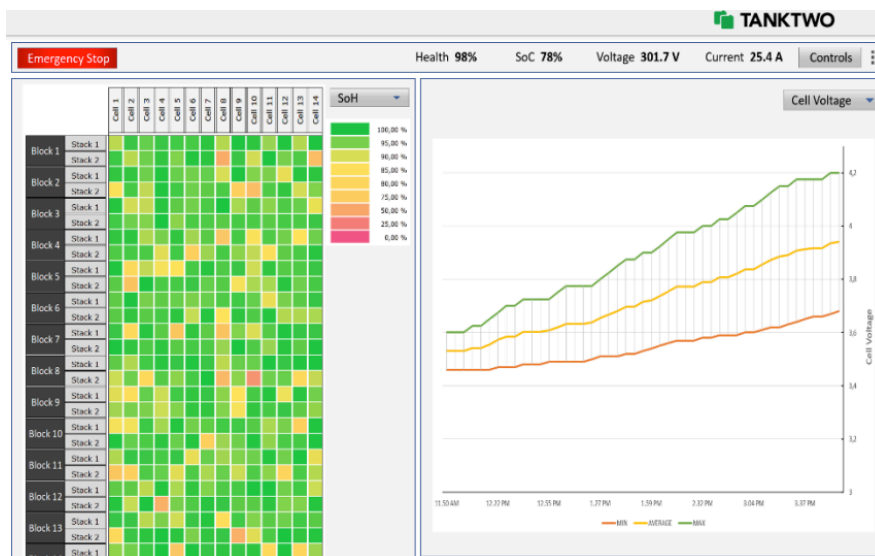 TANKTWO
Emergency Stop
Health 98% SoC 78% Voltage 301.7 V Current 25.4 A Controls
Cell 1 Cell 2 Cell 3 Cell 4 Cell 5 Cell 6 Cell 7 Cell 8 Cell 9 Cell 10 Cell 11 Cell 12 Cell 13 Cell 14
SoH
100,00 %
95,00 %
90,00 %
85,00 %
80,00 %
75,00 %
50,00 %
25,00 %
0,00 %
Block 1
Stack 1
Stack 2
Block 2
Stack 1
Stack 2
Block 3
Stack 1
Stack 2
Block 4
Stack 1
Stack 2
Block 5
Stack 1
Stack 2
Block 6
Stack 1
Stack 2
Block 7
Stack 1
Stack 2
Block 8
Stack 1
Stack 2
Block 9
Stack 1
Stack 2
Block 10
Stack 1
Stack 2
Block 11
Stack 1
Stack 2
Block 12
Stack 1
Stack 2
Block 13
Stack 1
Stack 2
Stack 1
Cell Voltage
4,2
4
3,8
3,6
3,4
3,2
3
Cell Voltage
11.50 AM 12.22 PM 12.55 PM 1.27 PM 1.59 PM 2.32 PM 3.04 PM 3.37 PM
MIN AVERAGE MAX